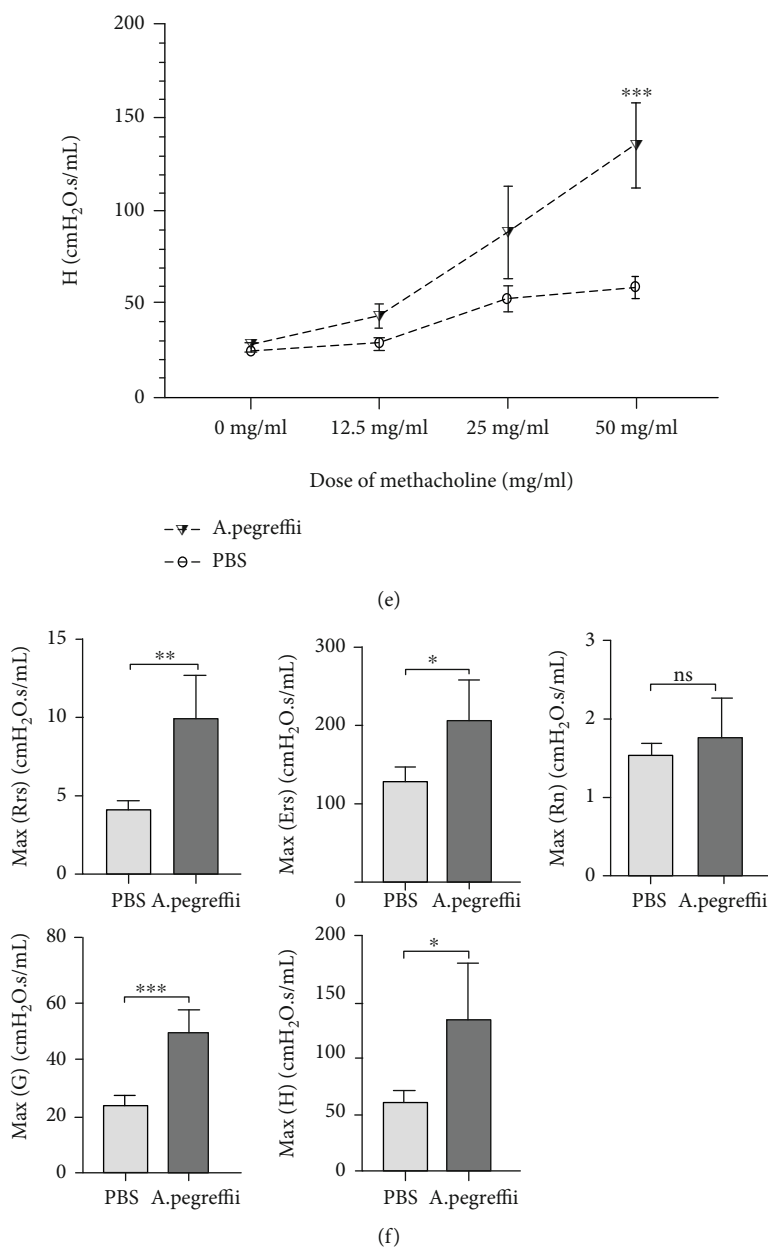 200
150
100
50
0
H (cmH₂O.s/mL)
***
0 mg/ml 12.5 mg/ml 25 mg/ml 50 mg/ml
Dose of methacholine (mg/ml)
A.pegreffii
PBS
(e)
15
10
5
0
Max (Rrs) (cmH₂O.s/mL)
**
PBS A.pegreffii
300
200
100
0
Max (Ers) (cmH₂O.s/mL)
*
PBS A.pegreffii
3
2
1
0
Max (Rn) (cmH₂O.s/mL)
ns
PBS A.pegreffii
80
60
40
20
0
Max (G) (cmH₂O.s/mL)
***
PBS A.pegreffii
200
150
100
50
0
Max (H) (cmH₂O.s/mL)
*
PBS A.pegreffii
(f)